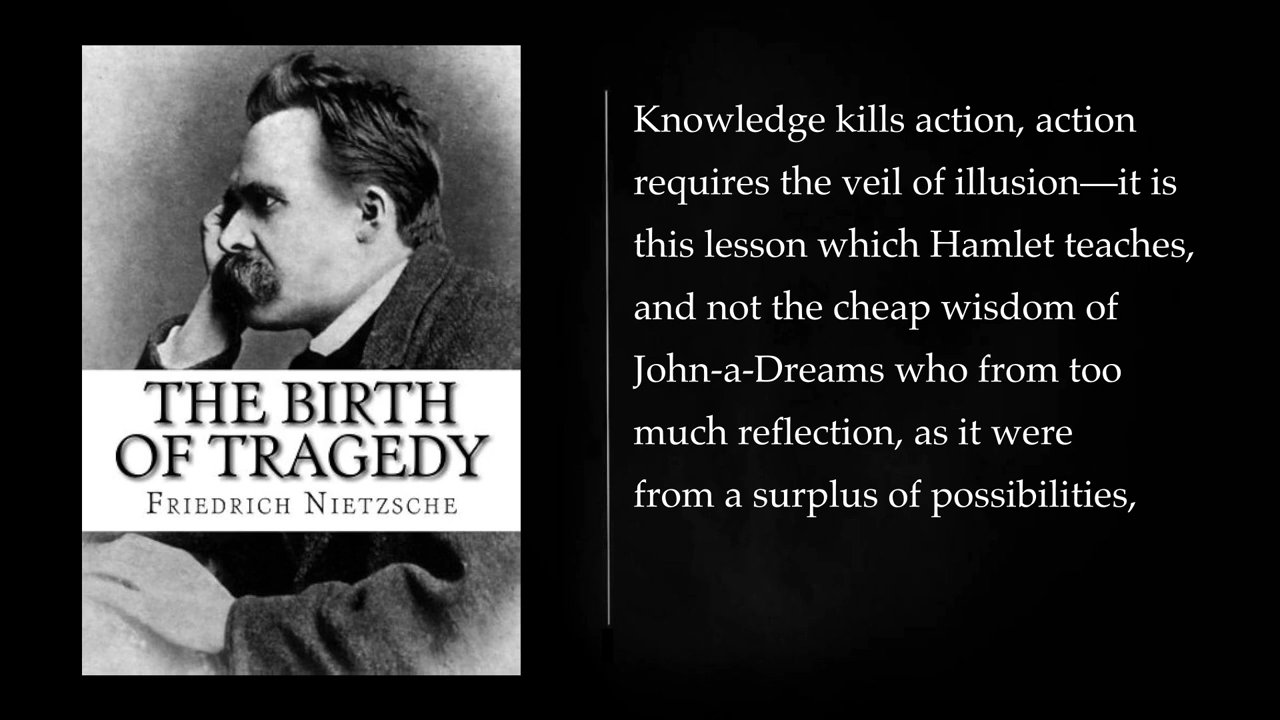 THE BIRTH
OF TRAGEDY
FRIEDRICH NIETZSCHE
Knowledge kills action, action
requires the veil of illusion—it is
this lesson which Hamlet teaches,
and not the cheap wisdom of
John-a-Dreams who from too
much reflection, as it were
from a surplus of possibilities,